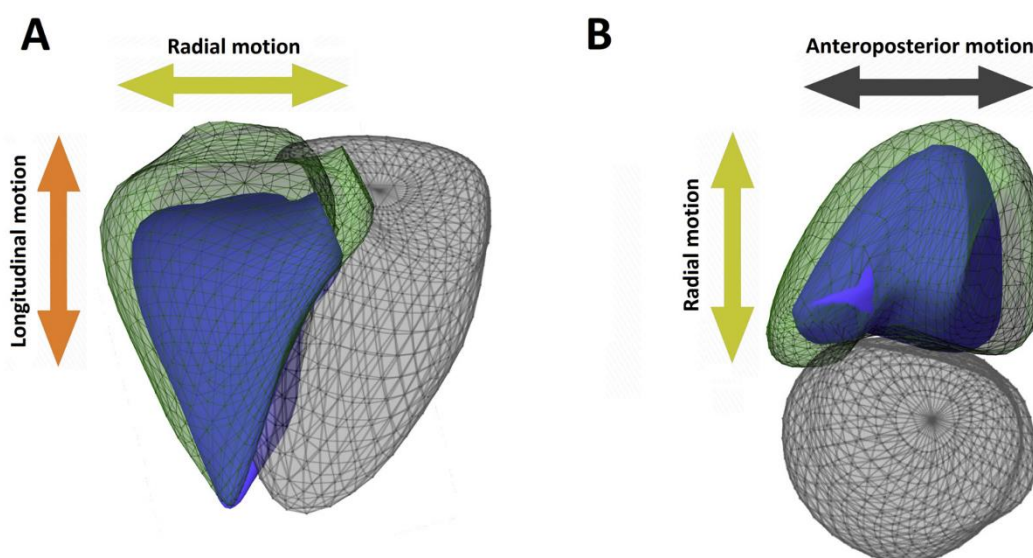 A
Radial motion
Longitudinal motion
B
Anteroposterior motion
Radial motion